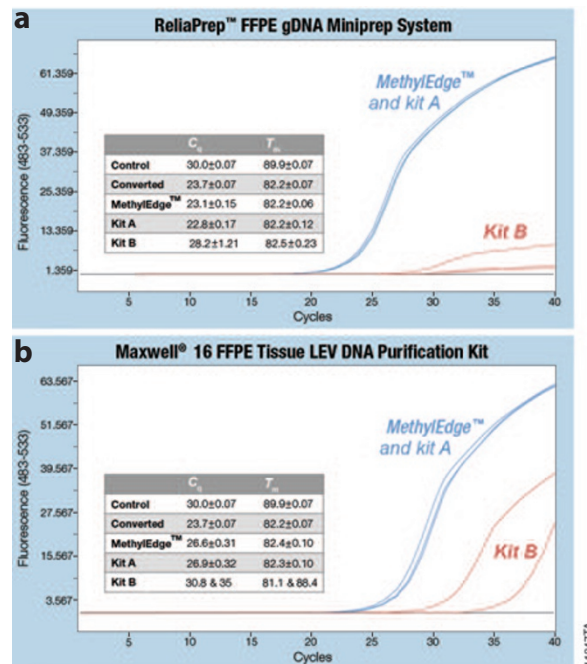 a
ReliaPrep™ FFPE gDNA Miniprep System
Fluorescence (483-533)
61.359
49.359
37.359
25.359
13.359
1.359
MethylEdge™
and kit A
Kit B
Cq Tm
Control 30.0±0.07 89.9±0.07
Converted 23.7±0.07 82.2±0.07
MethylEdge™ 23.1±0.15 82.2±0.06
Kit A 22.8±0.17 82.2±0.12
Kit B 28.2±1.21 82.5±0.23
5 10 15 20 25 30 35 40
Cycles
b
Maxwell® 16 FFPE Tissue LEV DNA Purification Kit
Fluorescence (483-533)
63.567
51.567
39.567
27.567
15.567
3.567
MethylEdge™
and kit A
Kit B
Cq Tm
Control 30.0±0.07 89.9±0.07
Converted 23.7±0.07 82.2±0.07
MethylEdge™ 26.6±0.31 82.4±0.10
Kit A 26.9±0.32 82.3±0.10
Kit B 30.8 & 35 81.1 & 88.4
5 10 15 20 25 30 35 40
Cycles